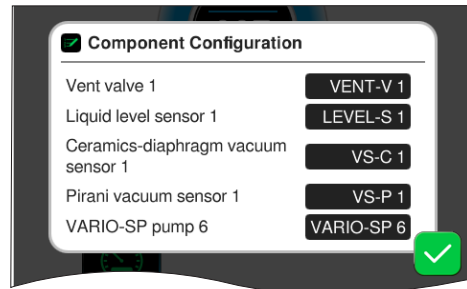 Component Configuration
Vent valve 1 VENT-V 1
Liquid level sensor 1 LEVEL-S 1
Ceramics-diaphragm vacuum
sensor 1 VS-C 1
Pirani vacuum sensor 1 VS-P 1
VARIO-SP pump 6 VARIO-SP 6